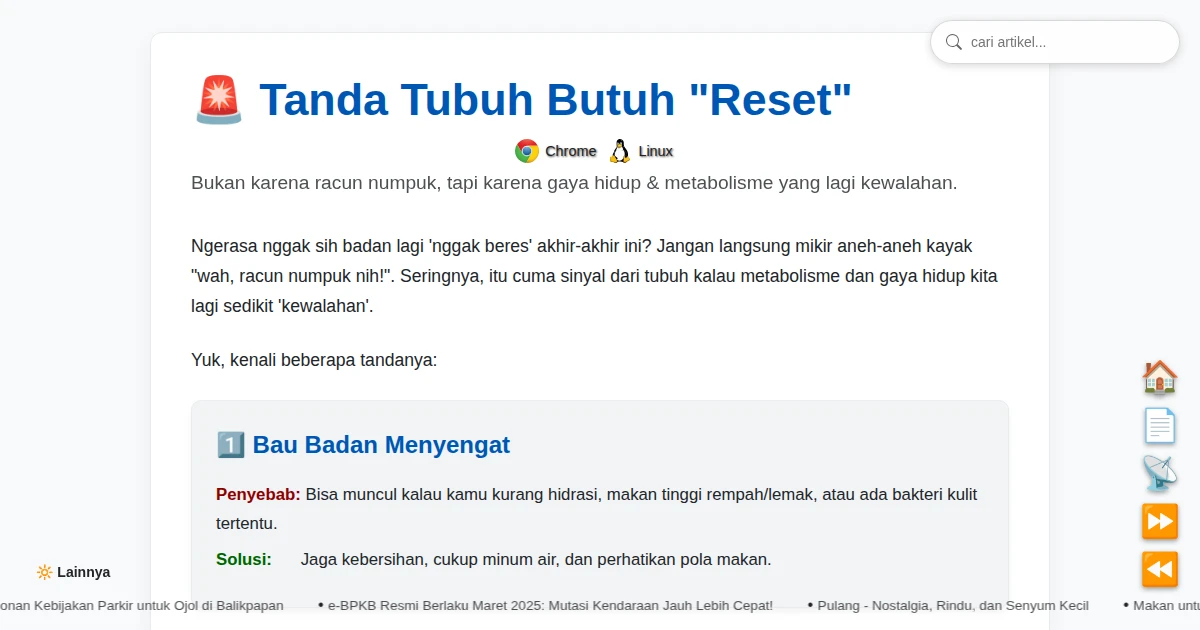 cari artikel...
🚨 Tanda Tubuh Butuh "Reset"
Chrome Linux
Bukan karena racun numpuk, tapi karena gaya hidup & metabolisme yang lagi kewalahan.
Ngerasa nggak sih badan lagi 'nggak beres' akhir-akhir ini? Jangan langsung mikir aneh-aneh kayak
"wah, racun numpuk nih!". Seringnya, itu cuma sinyal dari tubuh kalau metabolisme dan gaya hidup kita
lagi sedikit 'kewalahan'.
Yuk, kenali beberapa tandanya:
1️⃣ Bau Badan Menyengat
Penyebab: Bisa muncul kalau kamu kurang hidrasi, makan tinggi rempah/lemak, atau ada bakteri kulit
tertentu.
Solusi: Jaga kebersihan, cukup minum air, dan perhatikan pola makan.
🔆 Lainnya
onan Kebijakan Parkir untuk Ojol di Balikpapan • e-BPKB Resmi Berlaku Maret 2025: Mutasi Kendaraan Jauh Lebih Cepat! • Pulang - Nostalgia, Rindu, dan Senyum Kecil • Makan untu